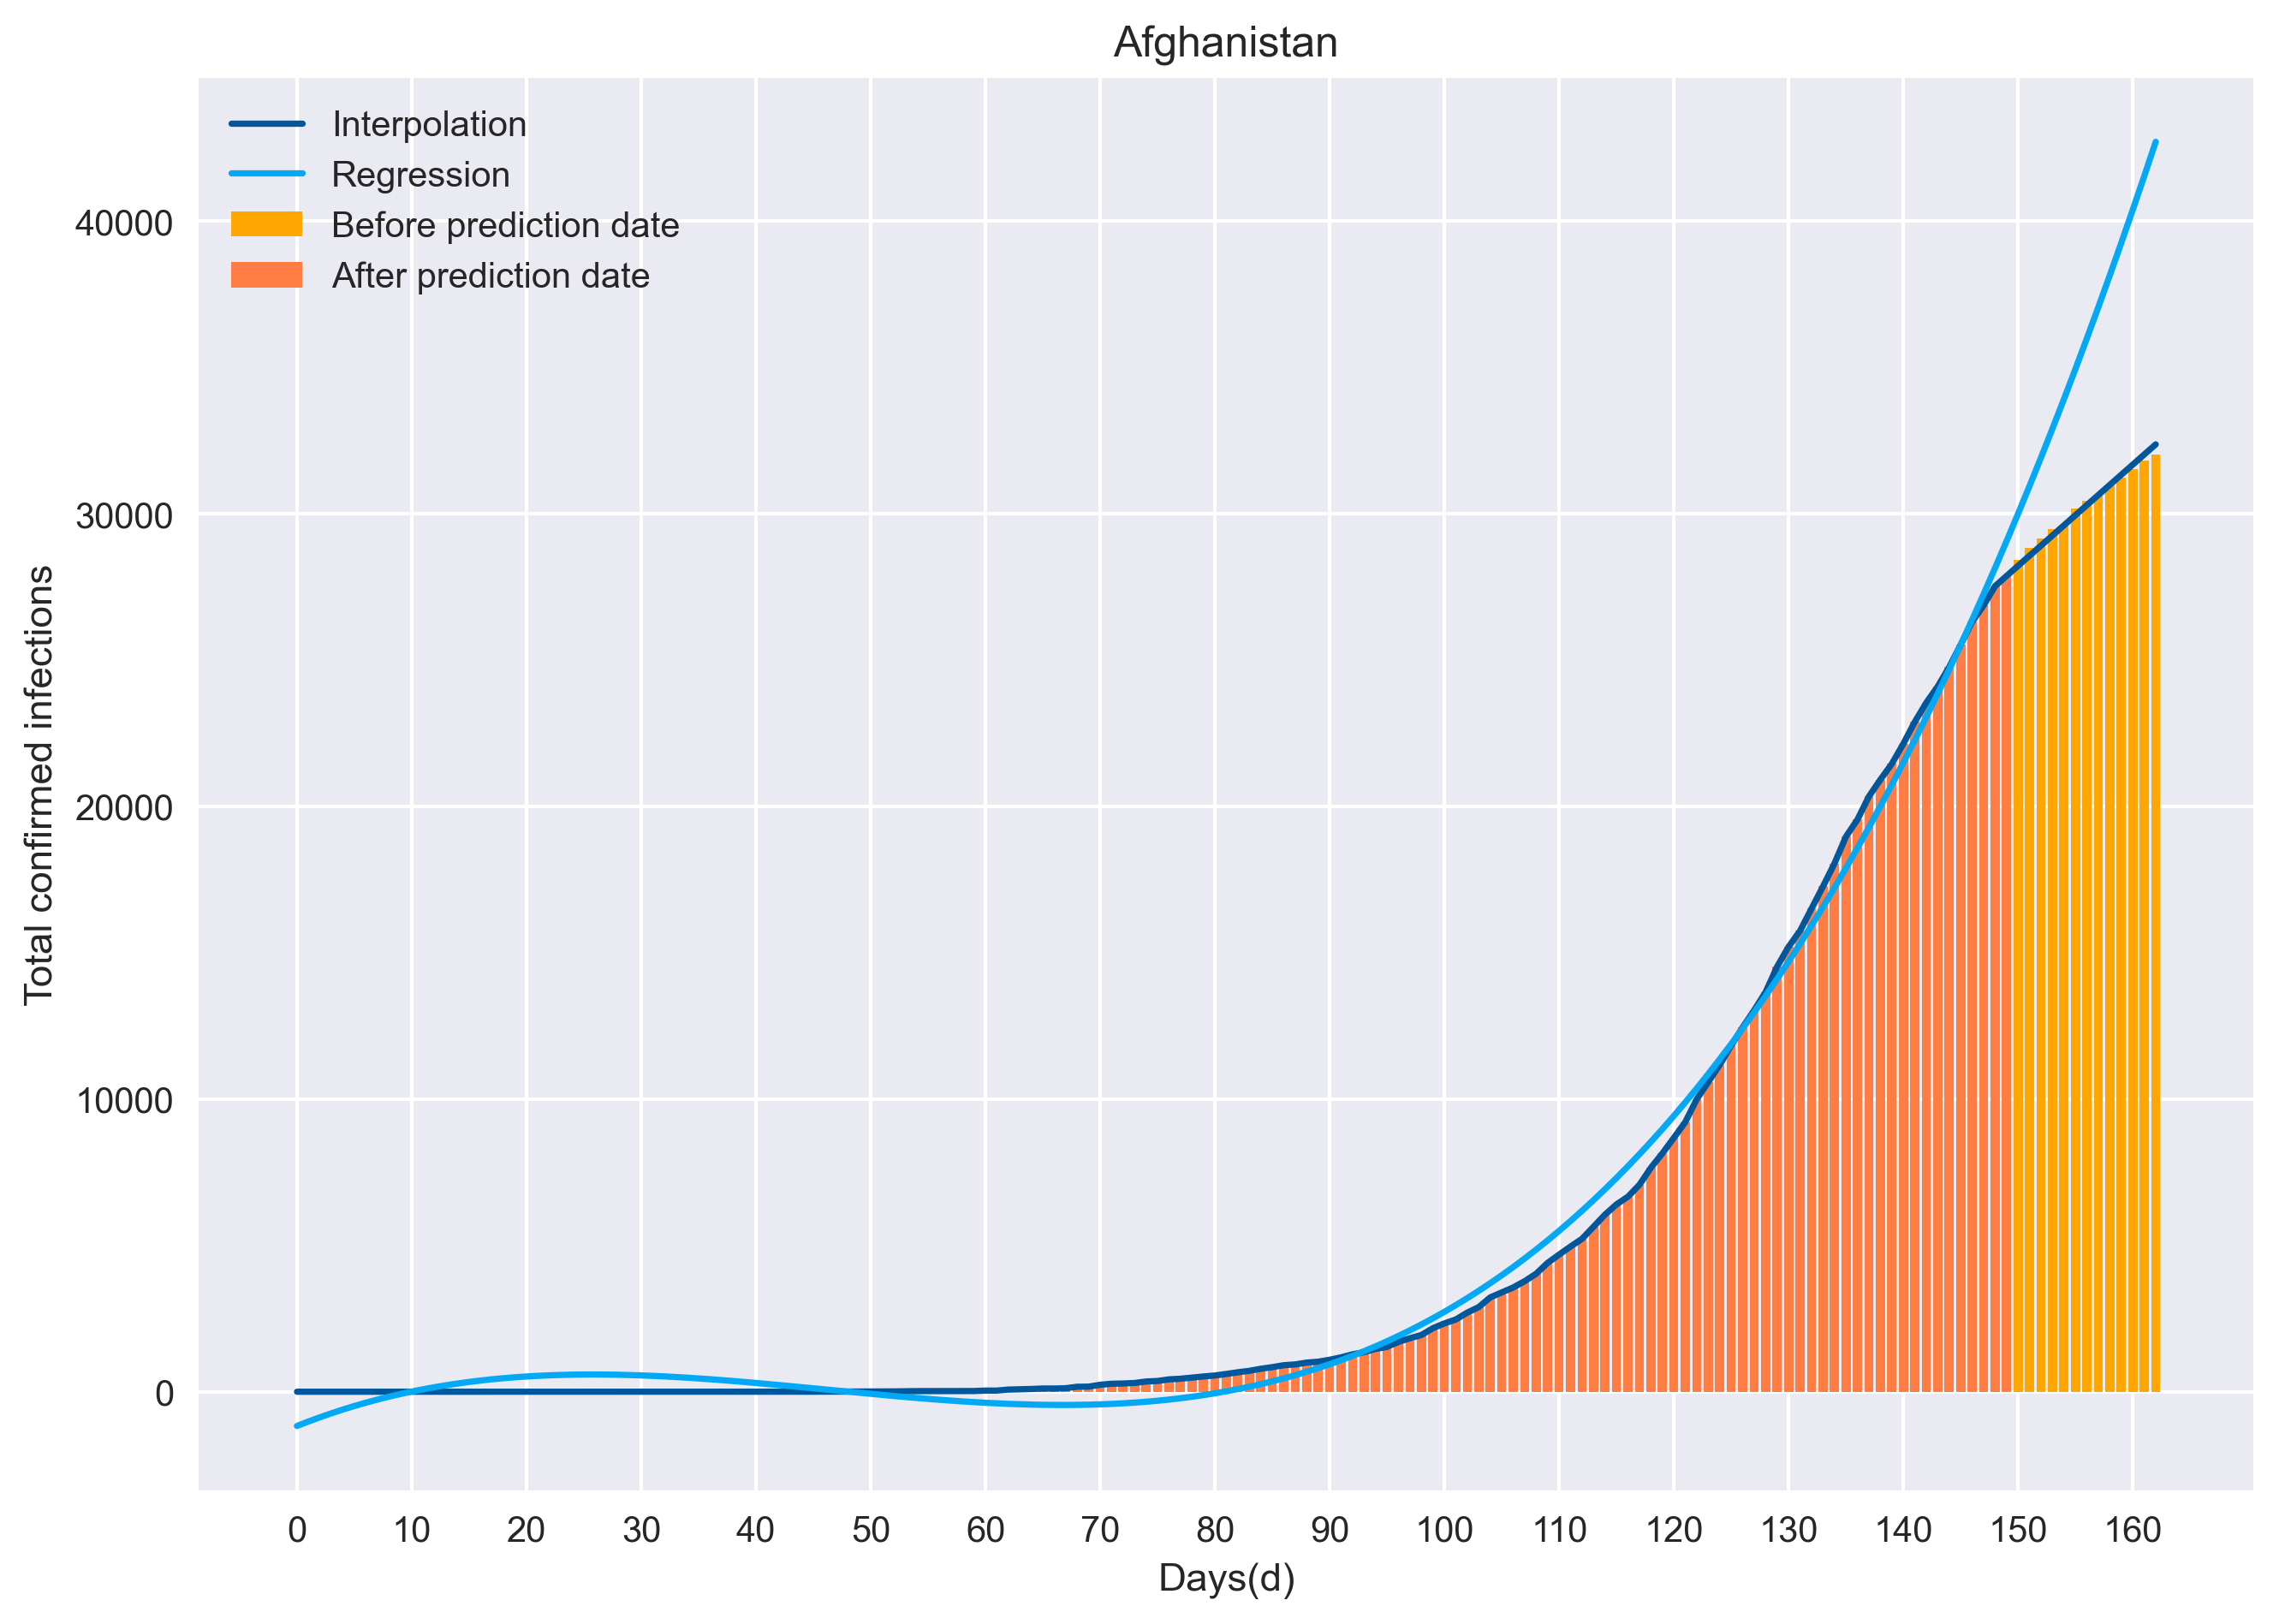 Afghanistan
Interpolation
Regression
Before prediction date
After prediction date
40000
30000
20000
10000
0
Total confirmed infections
0 10 20 30 40 50 60 70 80 90 100 110 120 130 140 150 160
Days(d)